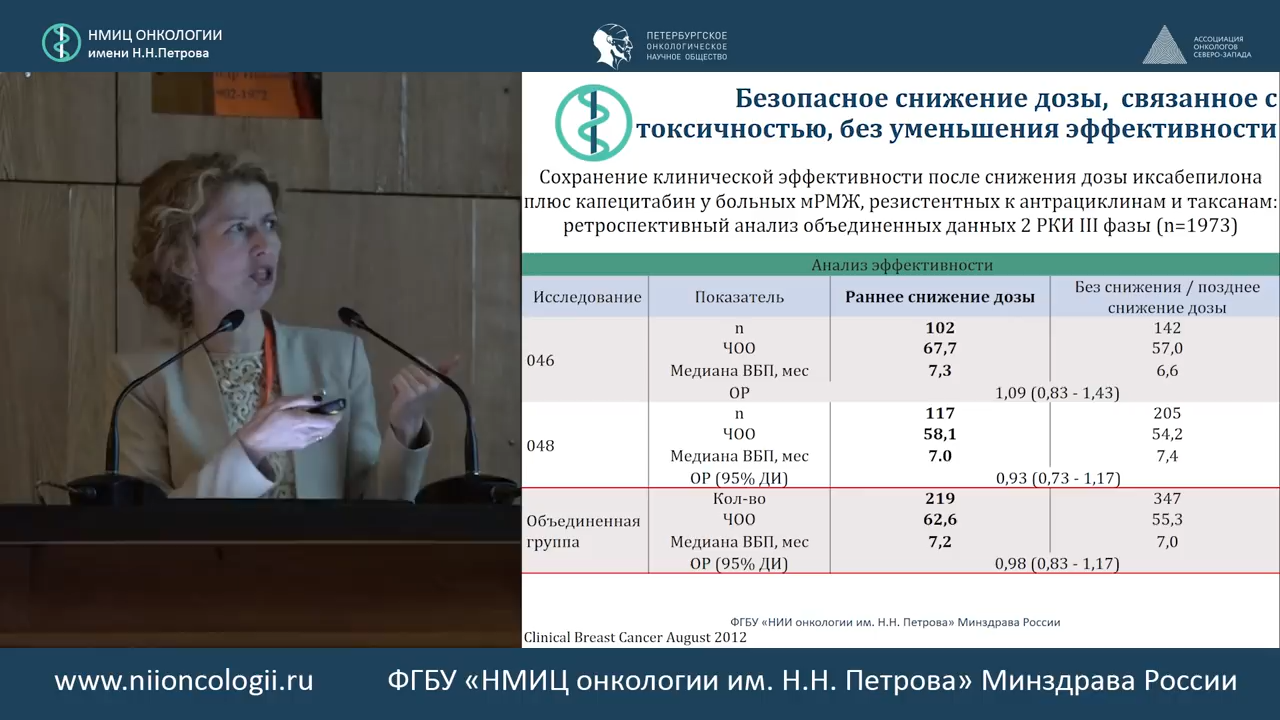 НМИЦ ОНКОЛОГИИ
имени Н.Н.Петрова
ПЕТЕРБУРГСКОЕ
ОНКОЛОГИЧЕСКОЕ
НАУЧНОЕ ОБЩЕСТВО
АССОЦИАЦИЯ
ОНКОЛОГОВ
СЕВЕРО-ЗАПАДА
Безопасное снижение дозы, связанное с
токсичностью, без уменьшения эффективности
Сохранение клинической эффективности после снижения дозы иксабепилона
плюс капецитабин у больных мРМЖ, резистентных к антрациклинам и таксанам:
ретроспективный анализ объединенных данных 2 РКИ III фазы (n=1973)
Анализ эффективности
Исследование Показатель Раннее снижение дозы Без снижения / позднее
снижение дозы
046
n 102 142
ЧОО 67,7 57,0
Медиана ВБП, мес 7,3 6,6
ОР 1,09 (0,83 - 1,43)
048
n 117 205
ЧОО 58,1 54,2
Медиана ВБП, мес 7.0 7,4
ОР (95% ДИ) 0,93 (0,73 - 1,17)
Объединенная
группа
Кол-во 219 347
ЧОО 62,6 55,3
Медиана ВБП, мес 7,2 7,0
ОР (95% ДИ) 0,98 (0,83 - 1,17)
ФГБУ «НИИ онкологии им. Н.Н. Петрова» Минздрава России
Clinical Breast Cancer August 2012
www.niioncologii.ru ФГБУ «НМИЦ онкологии им. Н.Н. Петрова» Минздрава России